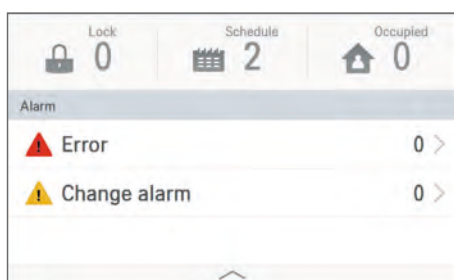 Lock Schedule Occupied
0 2 0
Alarm
Error 0
Change alarm 0